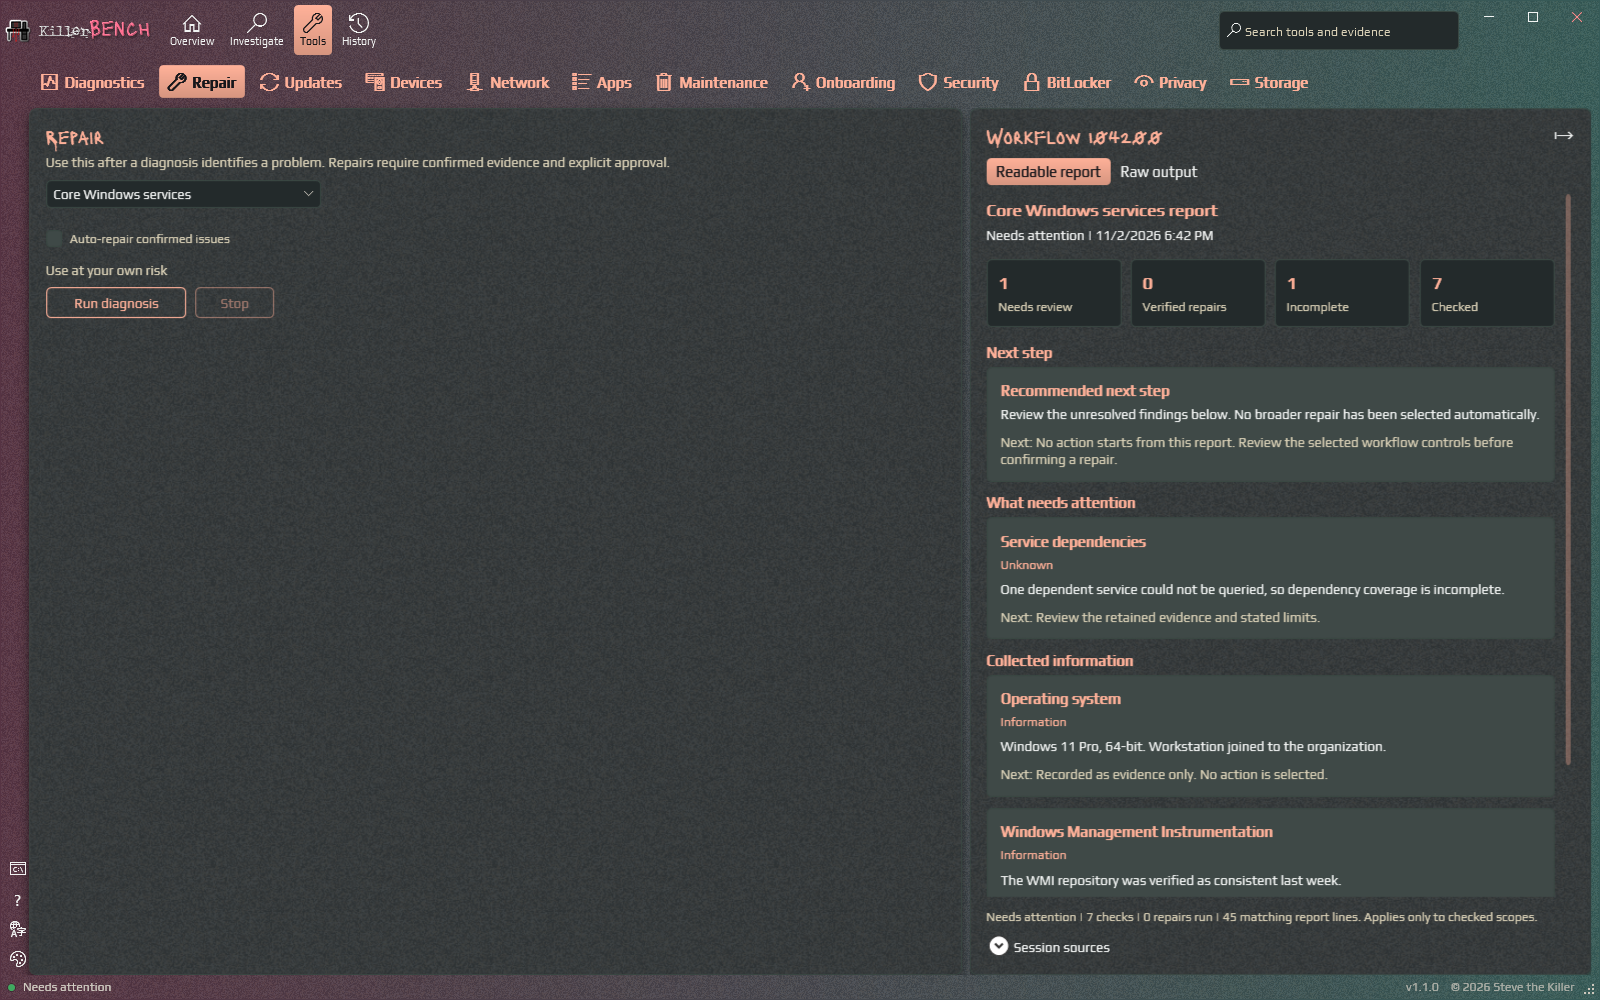 KillerBENCH
Overview
Investigate
Tools
History
Search tools and evidence
Diagnostics
Repair
Updates
Devices
Network
Apps
Maintenance
Onboarding
Security
BitLocker
Privacy
Storage
REPAIR
Use this after a diagnosis identifies a problem. Repairs require confirmed evidence and explicit approval.
Core Windows services
Auto-repair confirmed issues
Use at your own risk
Run diagnosis
Stop
WORKFLOW 104200
Readable report
Raw output
Core Windows services report
Needs attention | 11/2/2026 6:42 PM
1
Needs review
0
Verified repairs
1
Incomplete
7
Checked
Next step
Recommended next step
Review the unresolved findings below. No broader repair has been selected automatically.
Next: No action starts from this report. Review the selected workflow controls before
confirming a repair.
What needs attention
Service dependencies
Unknown
One dependent service could not be queried, so dependency coverage is incomplete.
Next: Review the retained evidence and stated limits.
Collected information
Operating system
Information
Windows 11 Pro, 64-bit. Workstation joined to the organization.
Next: Recorded as evidence only. No action is selected.
Windows Management Instrumentation
Information
The WMI repository was verified as consistent last week.
Needs attention | 7 checks | 0 repairs run | 45 matching report lines. Applies only to checked scopes.
Session sources
Needs attention
v1.1.0
© 2026 Steve the Killer